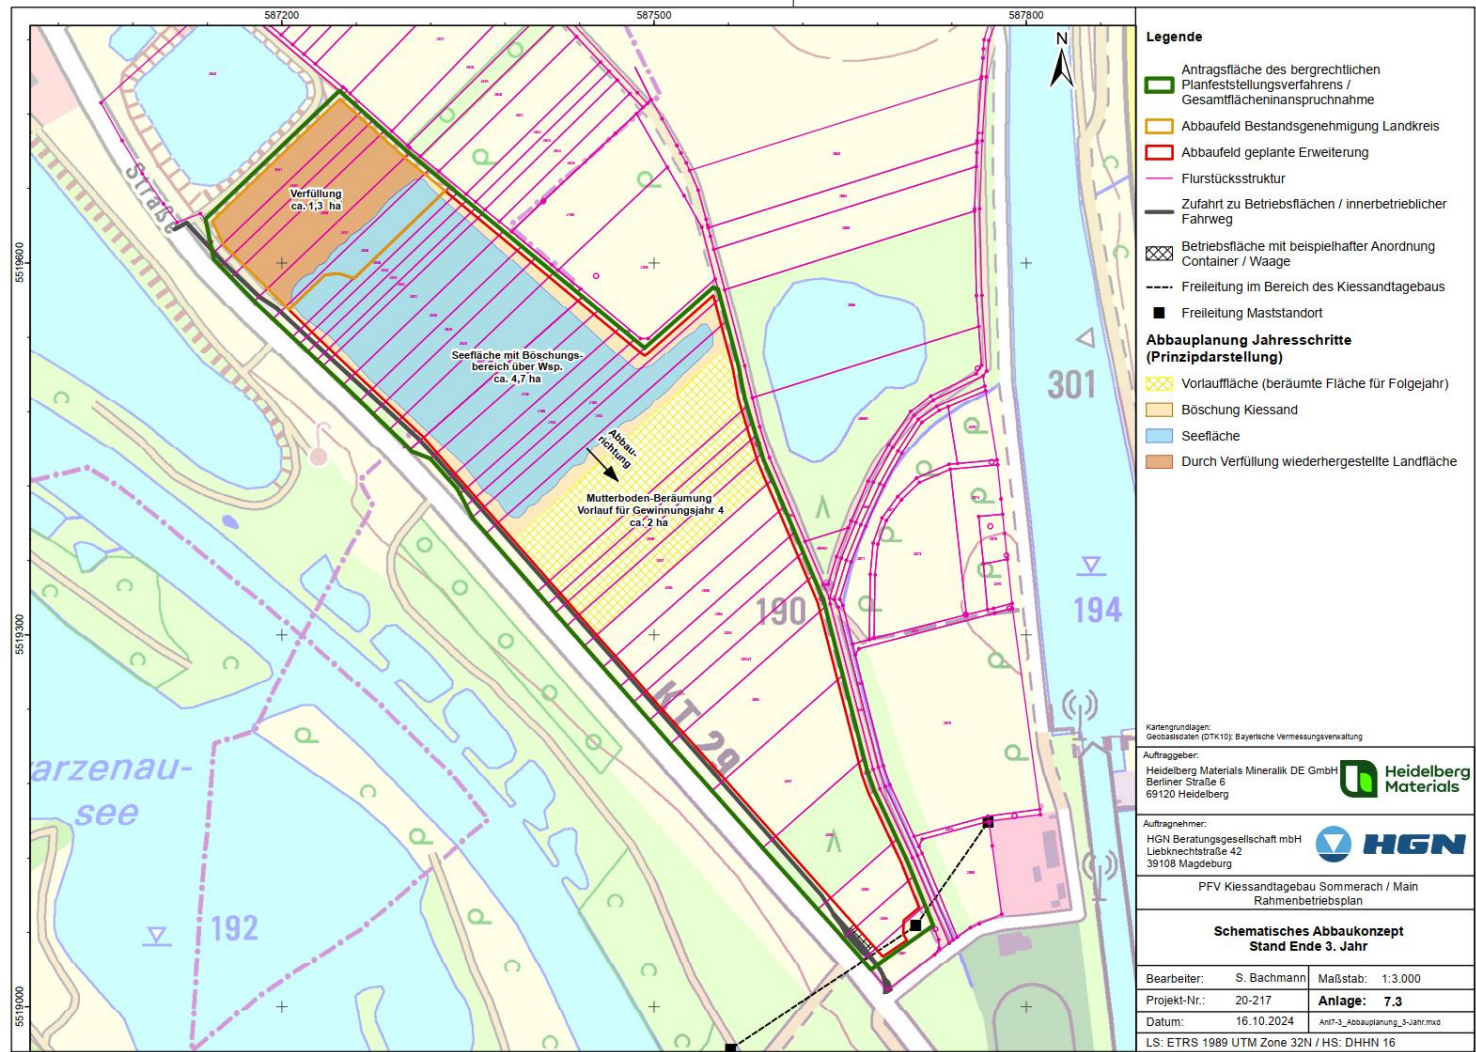 587200
587500
587800
5519600
5519300
5519000
N
Straße
Verfüllung
ca. 1,3 ha
Seefläche mit Böschungs-
bereich über Wsp.
ca. 4,7 ha
Abbau-
richtung
Mutterboden-Beräumung
Vorlauf für Gewinnungsjahr 4
ca. 2 ha
301
190
194
KT 29
arzenau-
see
192
Legende
Antragsfläche des bergrechtlichen
Planfeststellungsverfahrens /
Gesamtflächeninanspruchnahme
Abbaufeld Bestandsgenehmigung Landkreis
Abbaufeld geplante Erweiterung
Flurstücksstruktur
Zufahrt zu Betriebsflächen / innerbetrieblicher
Fahrweg
Betriebsfläche mit beispielhafter Anordnung
Container / Waage
Freileitung im Bereich des Kiessandtagebaus
Freileitung Maststandort
Abbauplanung Jahresschritte
(Prinzipdarstellung)
Vorlauffläche (beräumte Fläche für Folgejahr)
Böschung Kiessand
Seefläche
Durch Verfüllung wiederhergestellte Landfläche
Kartengrundlagen:
Geobasisdaten (DTK10): Bayerische Vermessungsverwaltung
Auftraggeber:
Heidelberg Materials Mineralik DE GmbH
Berliner Straße 6
69120 Heidelberg
Heidelberg
Materials
Auftragnehmer:
HGN Beratungsgesellschaft mbH
Liebknechtstraße 42
39108 Magdeburg
HGN
PFV Kiessandtagebau Sommerach / Main
Rahmenbetriebsplan
Schematisches Abbaukonzept
Stand Ende 3. Jahr
Bearbeiter: S. Bachmann Maßstab: 1:3.000
Projekt-Nr.: 20-217 Anlage: 7.3
Datum: 16.10.2024 Anl7-3_Abbauplanung_3-Jahr.mxd
LS: ETRS 1989 UTM Zone 32N / HS: DHHN 16